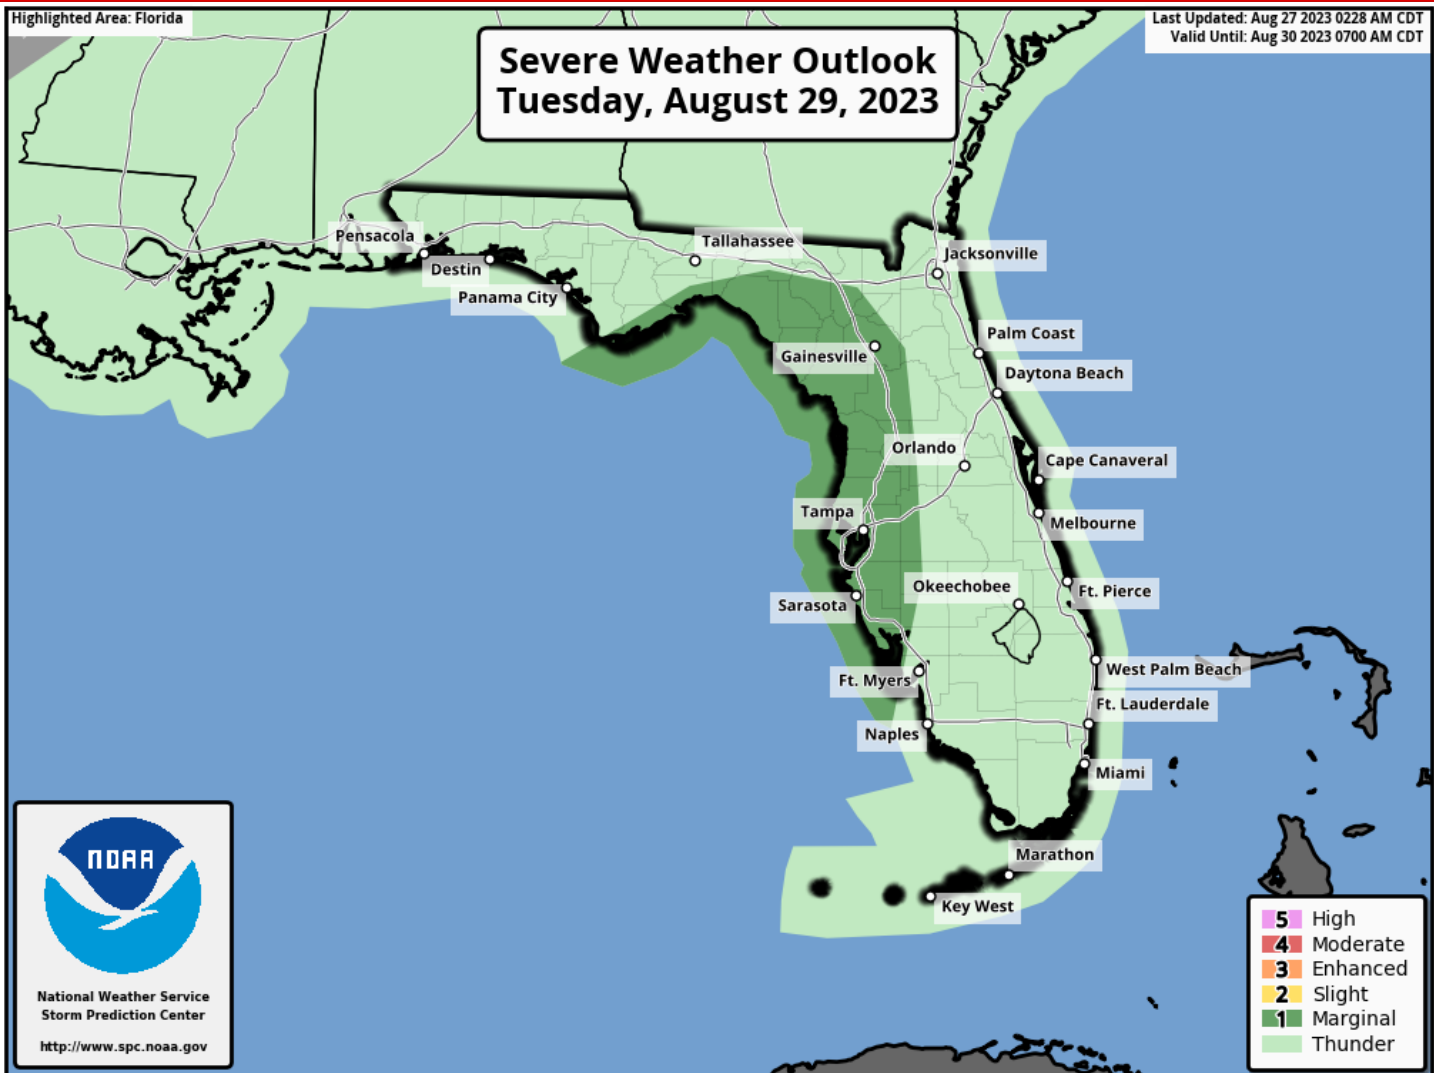 Highlighted Area: Florida
Last Updated: Aug 27 2023 0228 AM CDT
Valid Until: Aug 30 2023 0700 AM CDT
Severe Weather Outlook
Tuesday, August 29, 2023
Pensacola
Tallahassee
Jacksonville
Destin
Panama City
Palm Coast
Gainesville
Daytona Beach
Orlando
Cape Canaveral
Tampa
Melbourne
Okeechobee
Ft. Pierce
Sarasota
West Palm Beach
Ft. Myers
Ft. Lauderdale
Naples
Miami
Marathon
Key West
NOAA
National Weather Service
Storm Prediction Center
http://www.spc.noaa.gov
5 High
4 Moderate
3 Enhanced
2 Slight
1 Marginal
Thunder